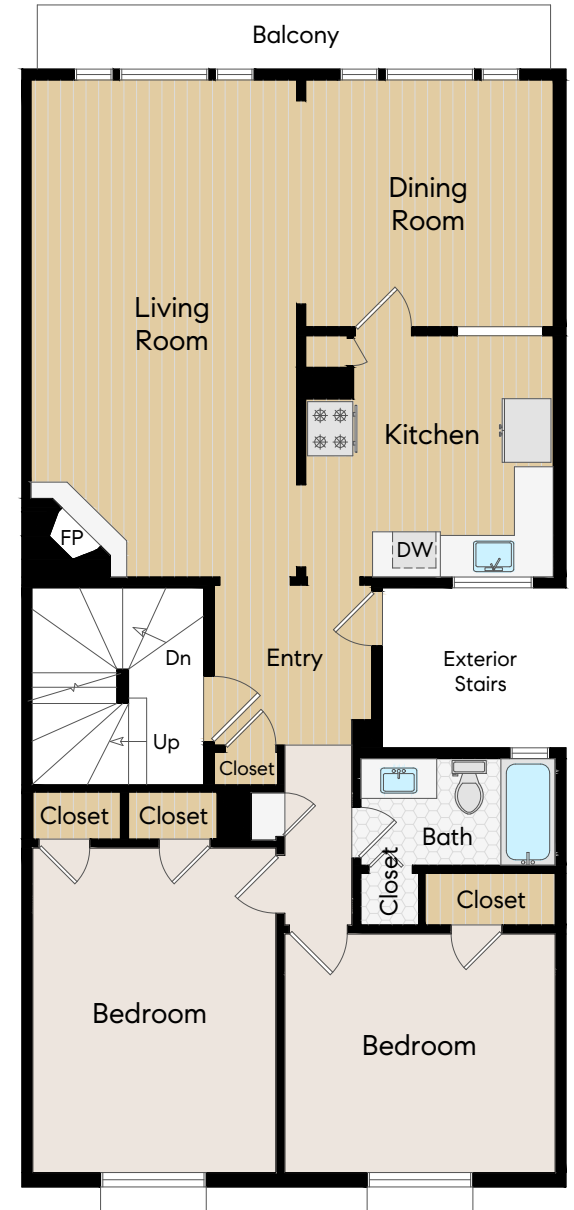 Balcony
Dining
Room
Living
Room
Kitchen
FP
DW
Dn
Entry
Exterior
Stairs
Up
Closet
Closet
Closet
Bath
Closet
Closet
Bedroom
Bedroom